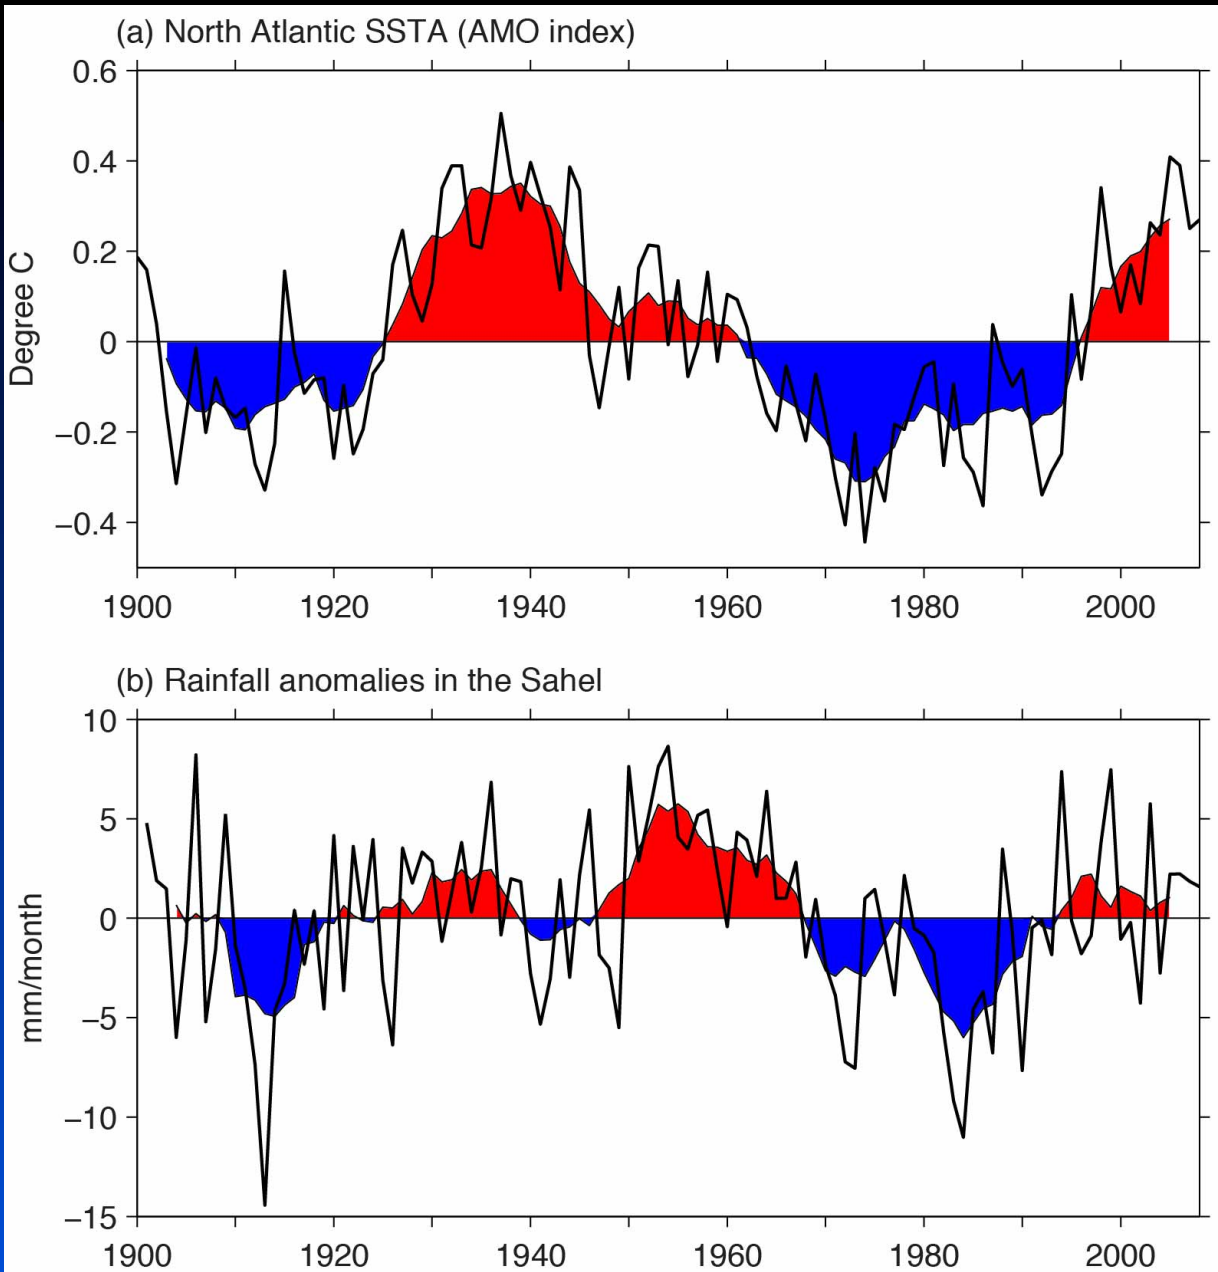 (a) North Atlantic SSTA (AMO index)
0.6
0.4
0.2
0
−0.2
−0.4
Degree C
1900 1920 1940 1960 1980 2000
(b) Rainfall anomalies in the Sahel
10
5
0
−5
−10
−15
mm/month
1900 1920 1940 1960 1980 2000